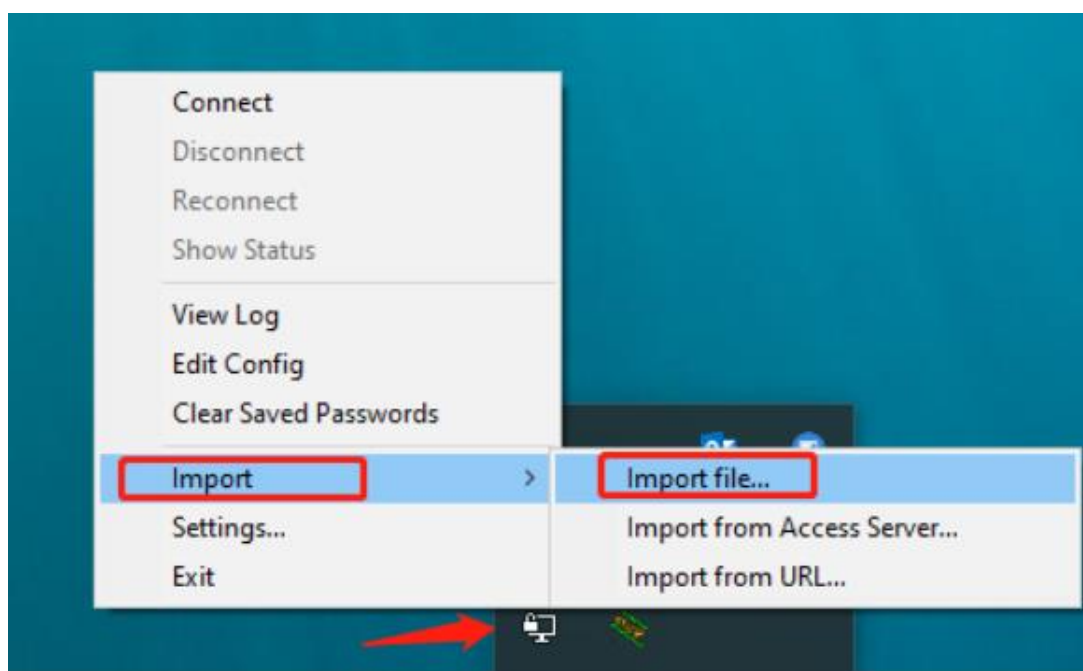 Connect
Disconnect
Reconnect
Show Status
View Log
Edit Config
Clear Saved Passwords
Import
Settings...
Exit
Import file...
Import from Access Server...
Import from URL...